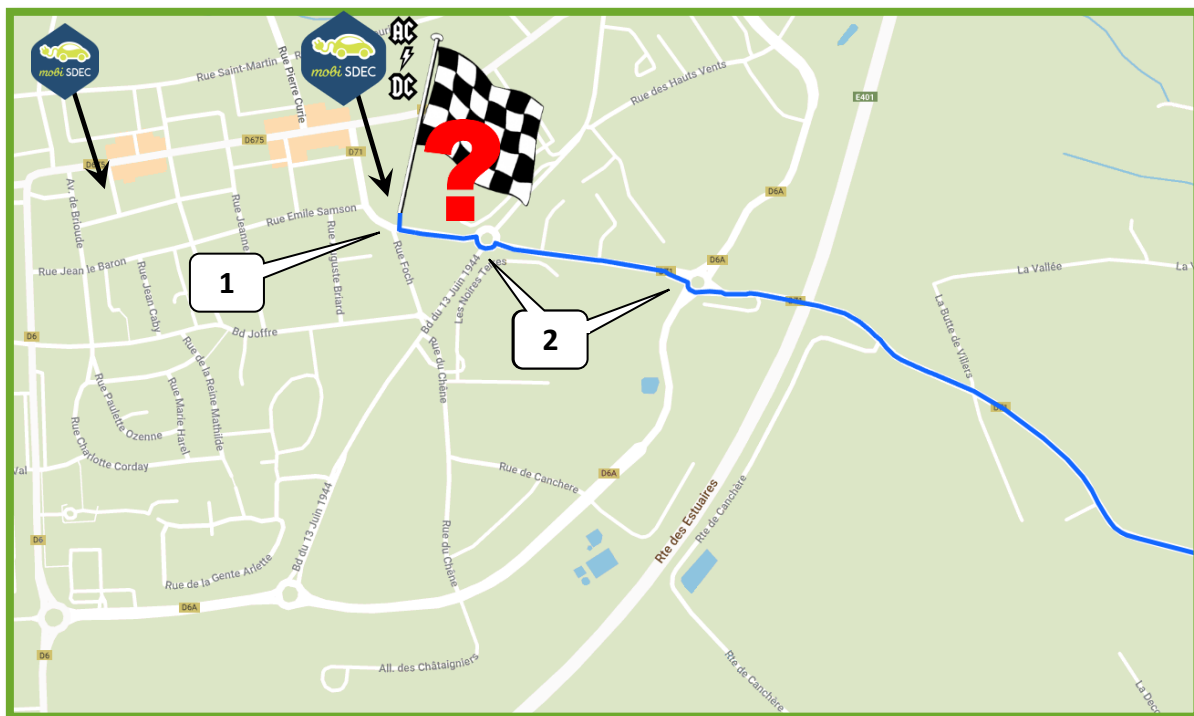 mobi SDEC
mobi SDEC
AC
DC
?
Rue Saint-Martin
Rue Pierre Curie
Rue des Hauts Vents
E401
D675
D71
Av. de Brioude
Rue Jeanne
Rue Emile Samson
D6A
Rue Jean le Baron
1
Rue Foch
D6A
La Vallée
Rue Jean Caby
Bd du 13 Juin 1944
Les Noires Terres
La Butte de Villers
2
D6
Bd Joffre
Rue du Chêne
Rue de la Reine Mathilde
Rue Paulette Ozenne
Rue Marie Harel
Rue Charlotte Corday
Val
Rue de Canchere
D6A
Rte des Estuaires
Rte de Canchère
Bd du 13 Juin 1944
D6
Rue du Chêne
Rue de la Gente Arlette
D6A
D6
All. des Châtaigniers
Rte de Canchère